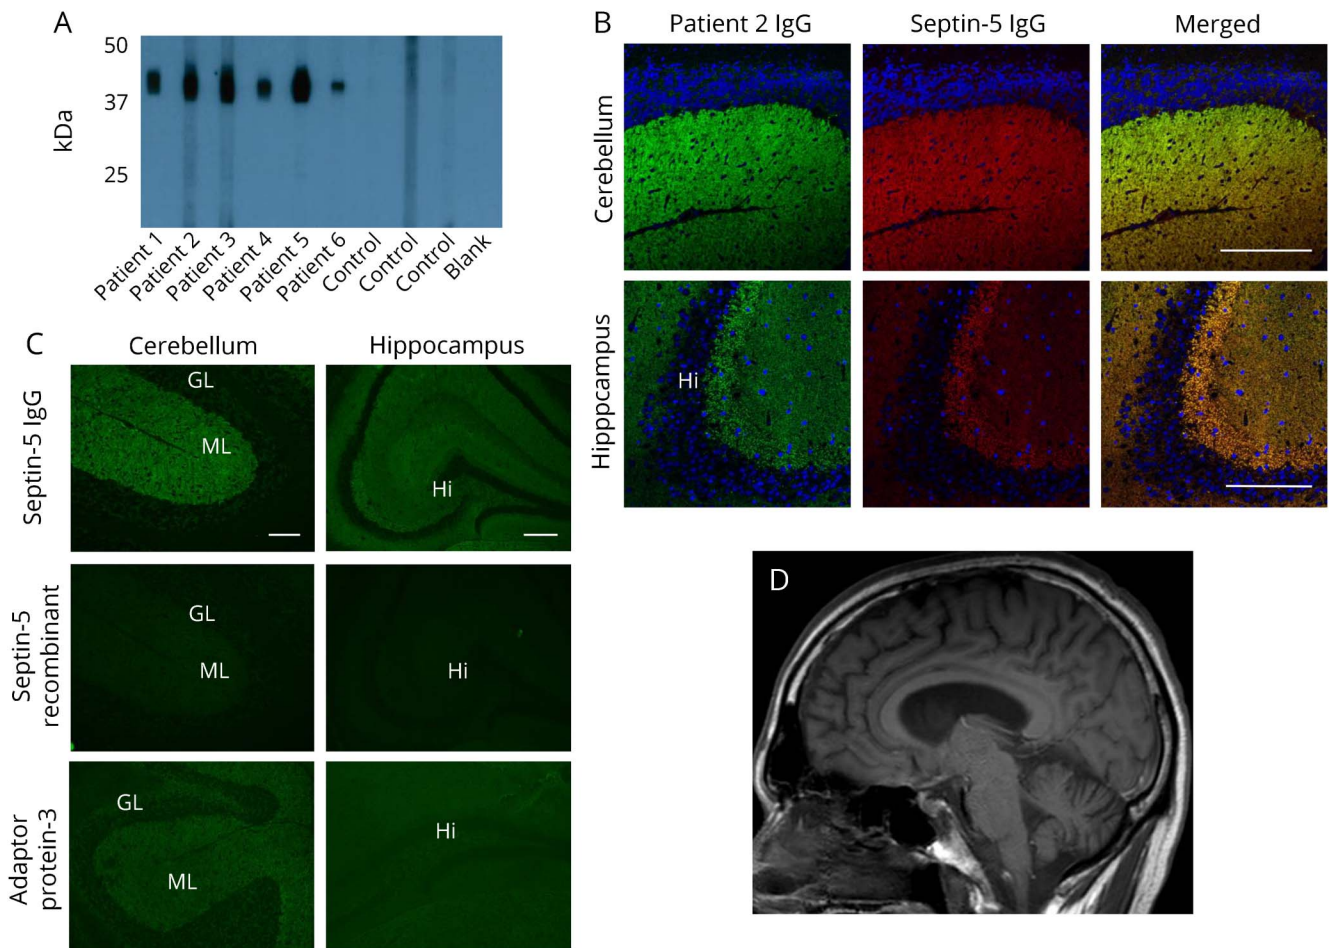 A
kDa
50
37
25
Patient 1
Patient 2
Patient 3
Patient 4
Patient 5
Patient 6
Control
Control
Control
Blank
B
Patient 2 IgG
Septin-5 IgG
Merged
Cerebellum
Hipppcampus
Hi
C
Cerebellum
Hippocampus
Septin-5 IgG
GL
ML
Hi
Septin-5
recombinant
GL
ML
Hi
Adaptor
protein-3
GL
ML
Hi
D